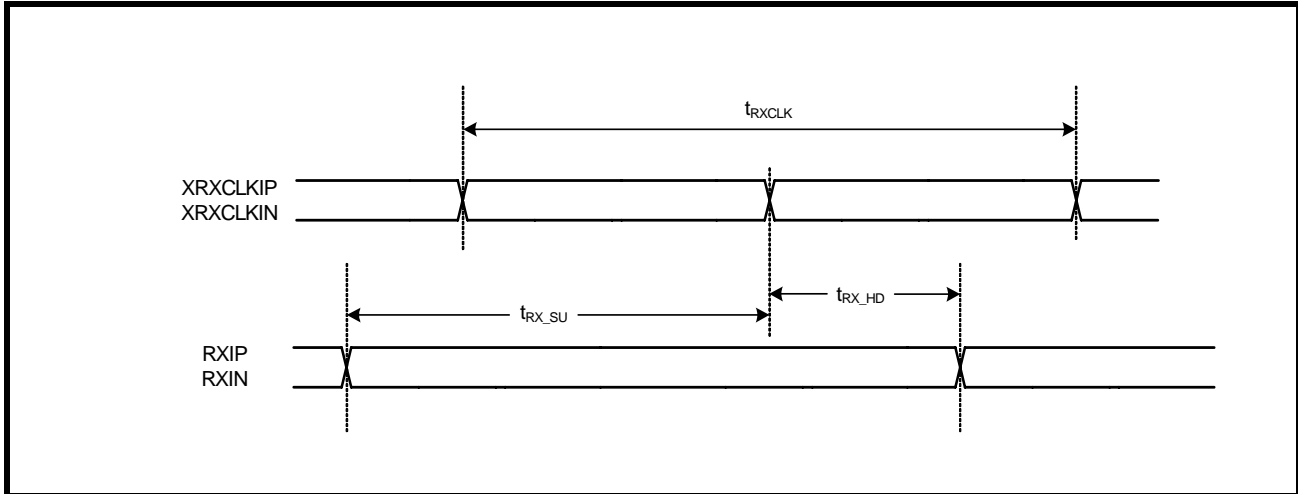 tRXCLK
XRXCLKIP
XRXCLKIN
tRX_HD
tRX_SU
RXIP
RXIN